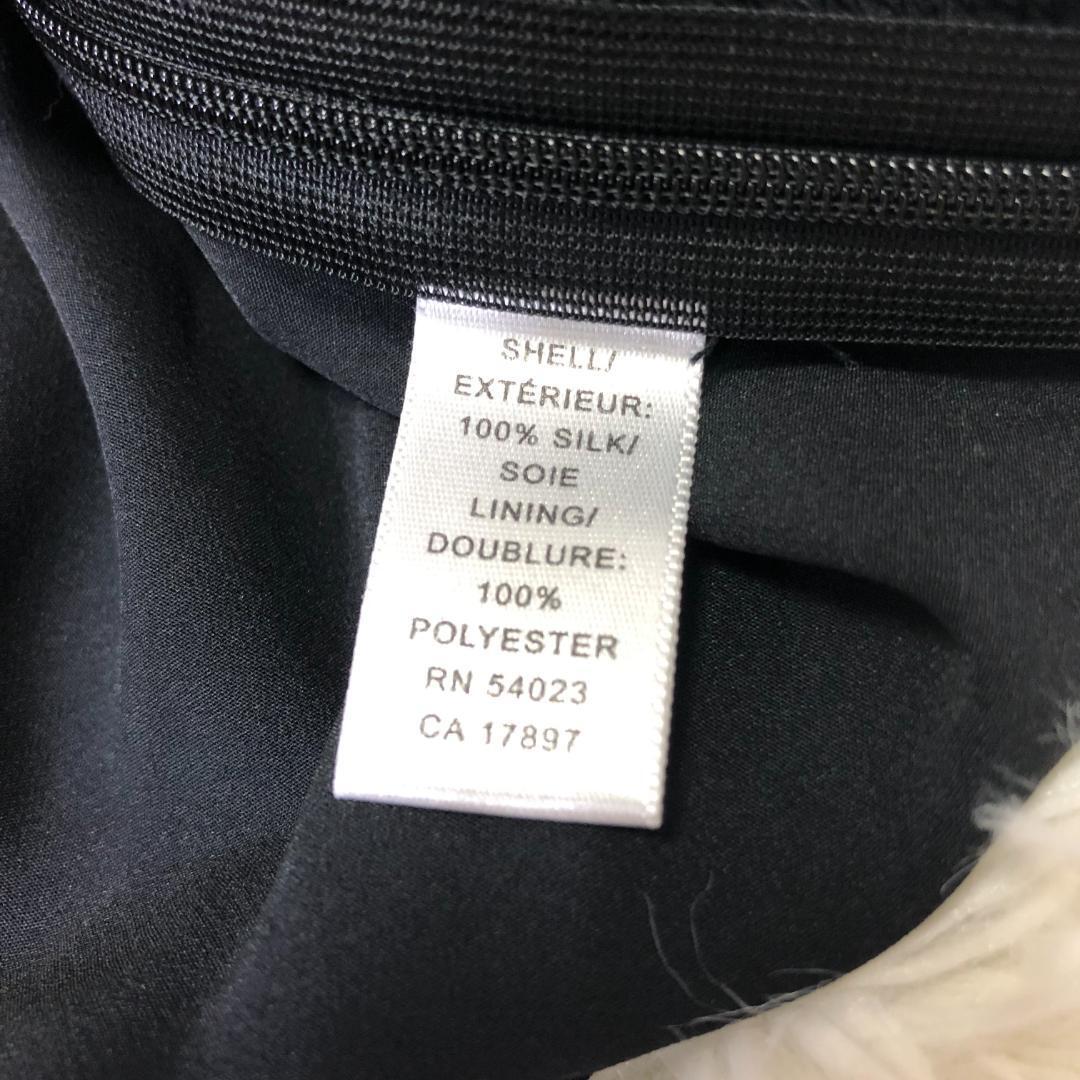 SHELL/
EXTÉRIEUR:
100% SILK/
SOIE
LINING/
DOUBLURE:
100%
POLYESTER
RN 54023
CA 17897